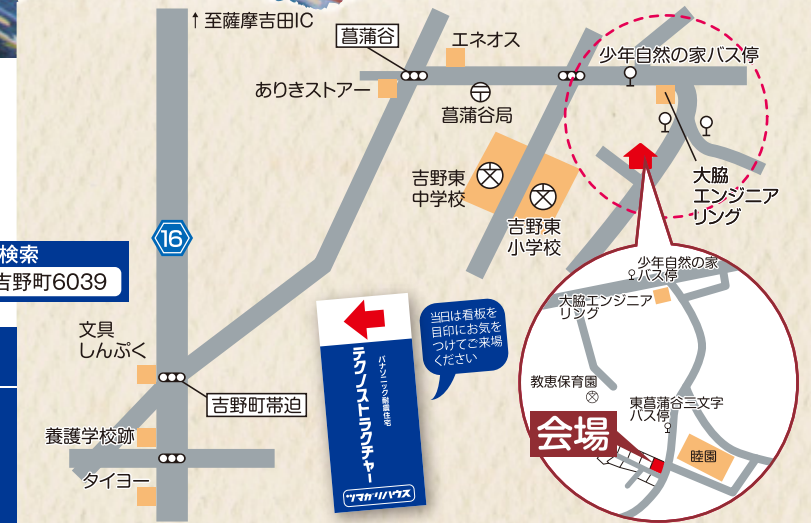 ↑至薩摩吉田IC
菖蒲谷
エネオス
少年自然の家バス停
ありきストアー
菖蒲谷局
吉野東
中学校
吉野東
小学校
大脇
エンジニア
リング
16
検索
吉野町6039
文具
しんぷく
吉野町帯迫
養護学校跡
タイヨー
パナソニック耐震住宅
テクノストラクチャー
ツマガリハウス
当日は看板を
目印にお気を
つけてご来場
ください
少年自然の家
バス停
大脇エンジニア
リング
教恵保育園
東菖蒲谷三文字
バス停
会場
睦園